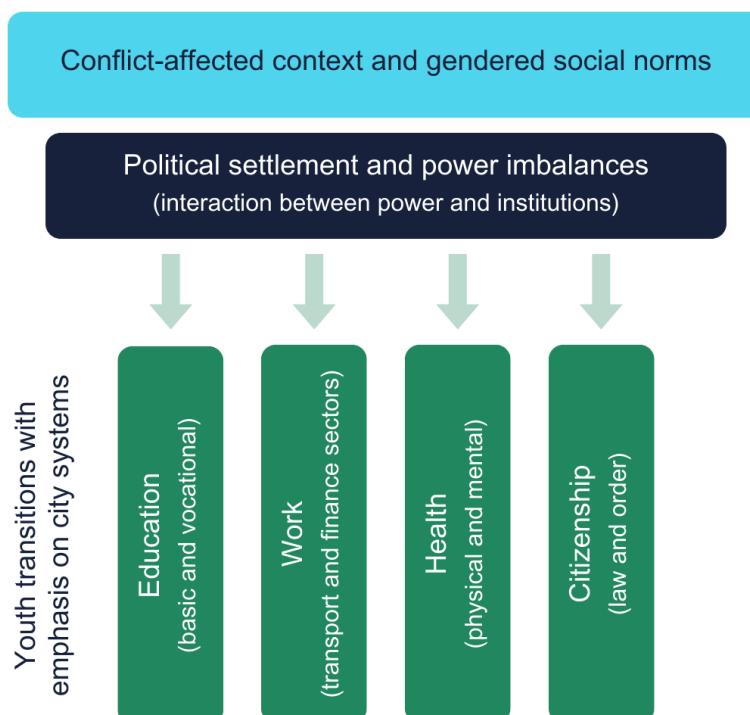 Conflict-affected context and gendered social norms
Political settlement and power imbalances
(interaction between power and institutions)
Youth transitions with
emphasis on city systems
Education
(basic and vocational)
Work
(transport and finance sectors)
Health
(physical and mental)
Citizenship
(law and order)